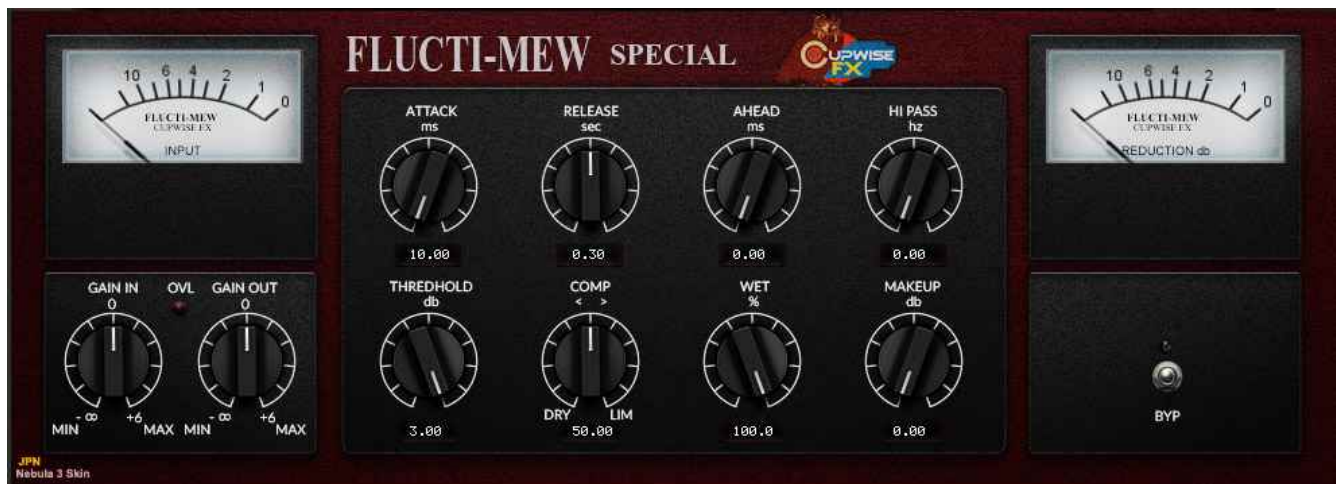 FLUCTI-MEW SPECIAL
CUPWISE FX
10 6 4 2 1 0
FLUCTI-MEW
CUPWISE FX
INPUT
10 6 4 2 1 0
FLUCTI-MEW
CUPWISE FX
REDUCTION db
ATTACK RELEASE AHEAD HI PASS
ms sec ms hz
10.00 0.30 0.00 0.00
GAIN IN OVL GAIN OUT
0 0
-∞ +6 -∞ +6
MIN MAX MIN MAX
THREDHOLD COMP WET MAKEUP
db < > % db
DRY LIM
3.00 50.00 100.0 0.00
BYP
JPN
Nebula 3 Skin